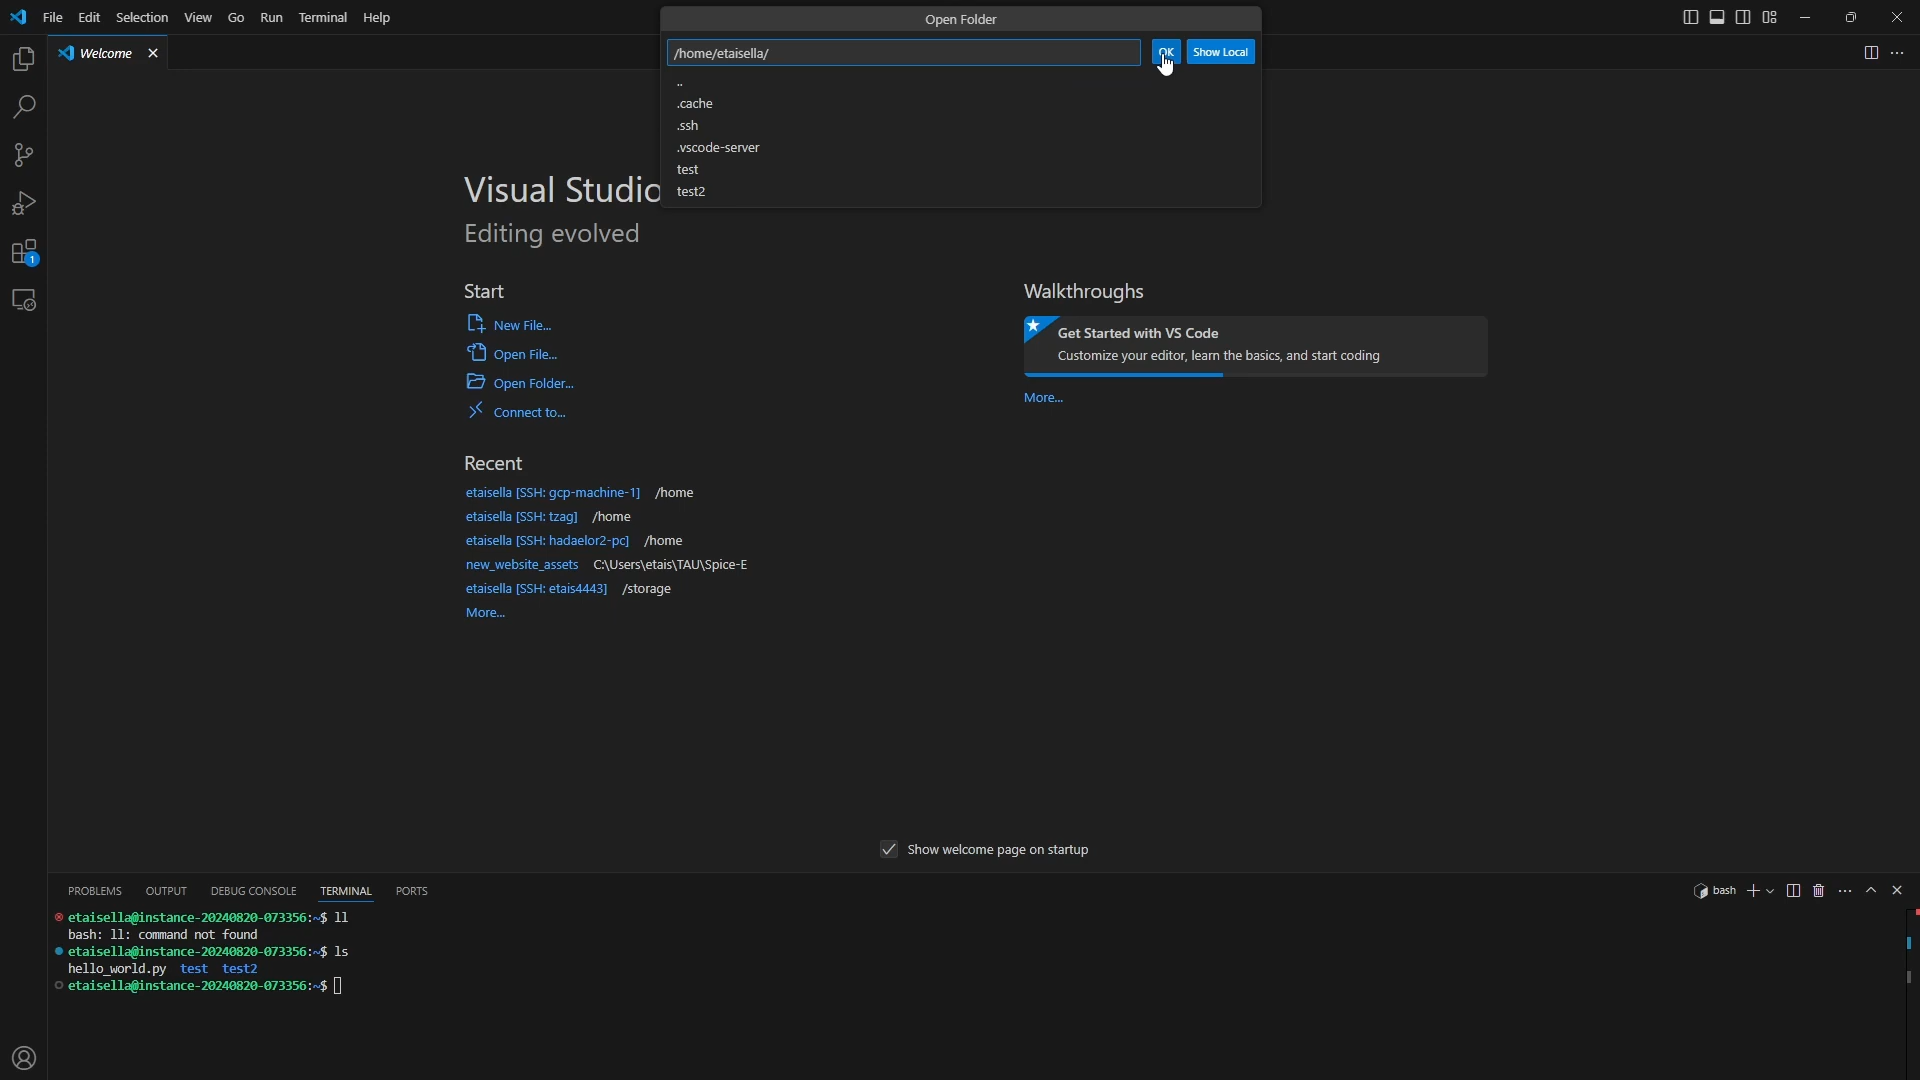 File Edit Selection View Go Run Terminal Help
Open Folder
/home/etaisella/ OK Show Local
Welcome
..
.cache
.ssh
.vscode-server
test
test2
Visual Studio
Editing evolved
Start
New File...
Open File...
Open Folder...
Connect to...
Recent
etaisella [SSH: gcp-machine-1] /home
etaisella [SSH: tzag] /home
etaisella [SSH: hadaelor2-pc] /home
new_website_assets C:\Users\etais\TAU\Spice-E
etaisella [SSH: etais4443] /storage
More...
Walkthroughs
Get Started with VS Code
Customize your editor, learn the basics, and start coding
More...
1
Show welcome page on startup
PROBLEMS OUTPUT DEBUG CONSOLE TERMINAL PORTS bash
etaisella@instance-20240820-073356:~$ ll
bash: ll: command not found
etaisella@instance-20240820-073356:~$ ls
hello_world.py test test2
etaisella@instance-20240820-073356:~$